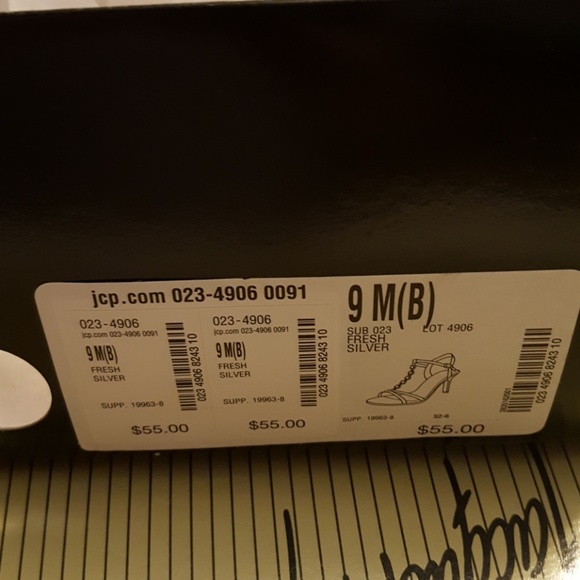 jcp.com 023-4906 0091
023-4906
jcp.com 023-4906 0091
9 M(B)
FRESH
SILVER
SUPP. 19963-8
023 4906 8243 10
$55.00
023-4906
jcp.com 023-4906 0091
9 M(B)
FRESH
SILVER
SUPP. 19963-8
023 4906 8243 10
$55.00
9 M(B)
SUB 023 LOT 4906
FRESH
SILVER
SUPP. 19963-8
S2-6
023 4906 8243 10
$55.00